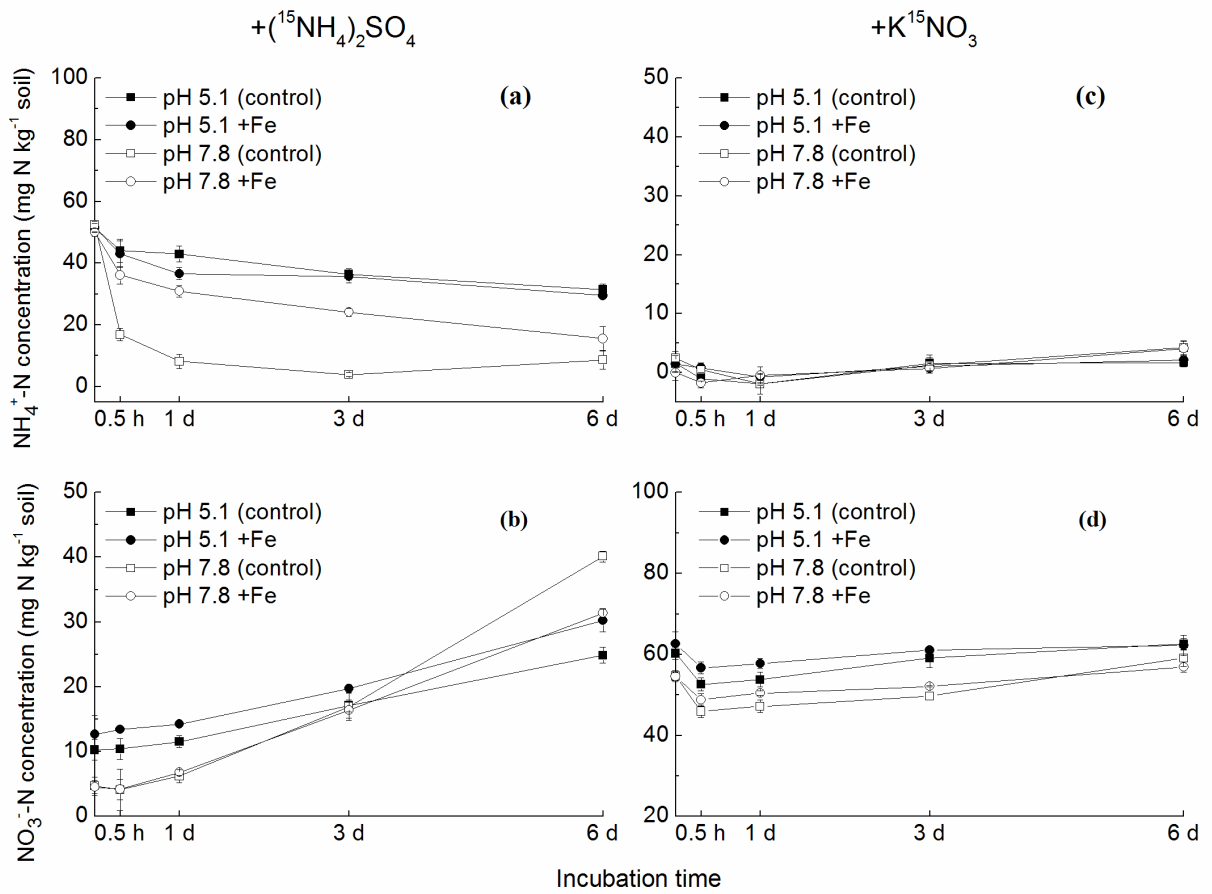 +(¹⁵NH₄)₂SO₄
+K¹⁵NO₃
NH₄⁺-N concentration (mg N kg⁻¹ soil)
100
80
60
40
20
0
pH 5.1 (control)
pH 5.1 +Fe
pH 7.8 (control)
pH 7.8 +Fe
(a)
0.5 h 1 d 3 d 6 d
50
40
30
20
10
0
pH 5.1 (control)
pH 5.1 +Fe
pH 7.8 (control)
pH 7.8 +Fe
(c)
0.5 h 1 d 3 d 6 d
NO₃⁻-N concentration (mg N kg⁻¹ soil)
50
40
30
20
10
0
pH 5.1 (control)
pH 5.1 +Fe
pH 7.8 (control)
pH 7.8 +Fe
(b)
0.5 h 1 d 3 d 6 d
100
80
60
40
20
pH 5.1 (control)
pH 5.1 +Fe
pH 7.8 (control)
pH 7.8 +Fe
(d)
0.5 h 1 d 3 d 6 d
Incubation time